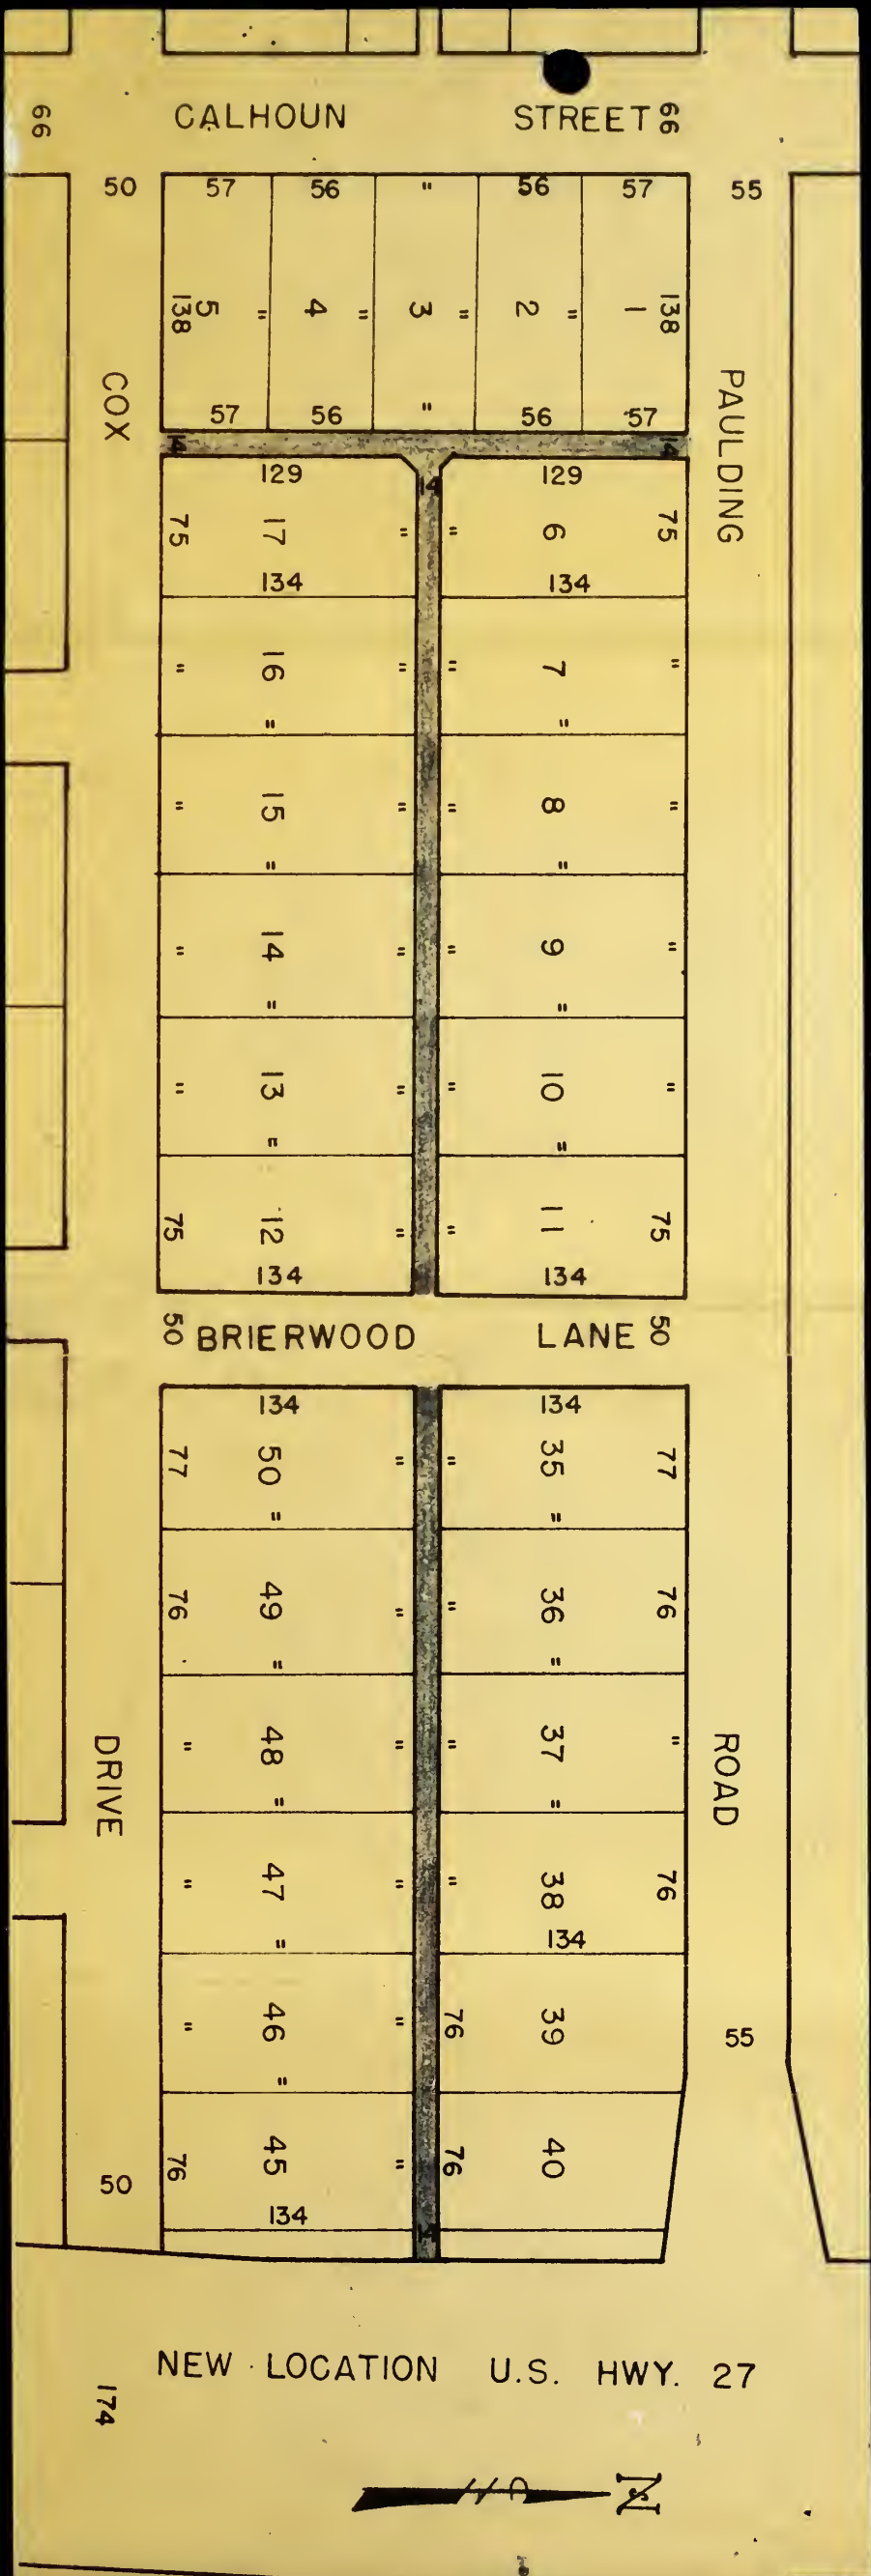 66 CALHOUN STREET 66
50 57 56 " 56 57 55
138 5 " 4 " 3 " 2 " 1 138
COX
PAULDING
57 56 " 56 57
14 14
129 14 129
75 17 " " 6 75
134 134
" 16 " " 7 "
" "
" 15 " " 8 "
" "
" 14 " " 9 "
" "
" 13 " " 10 "
" "
75 12 " " 11 75
134 134
50 BRIERWOOD LANE 50
134 134
77 50 " " 35 77
" "
76 49 " " 36 76
" "
DRIVE
ROAD
" 48 " " 37 "
" "
" 47 " " 38 76
" 134
" 46 " 76 39 55
"
50 76 45 " 76 40
134 14
NEW LOCATION U.S. HWY. 27
174
N